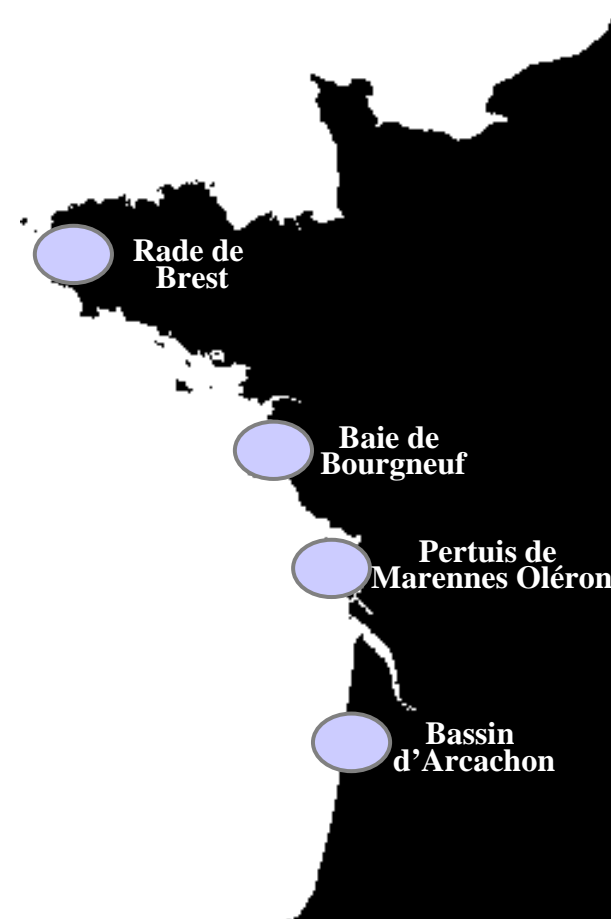 Rade de
Brest
Baie de
Bourgneuf
Pertuis de
Marennes Oléron
Bassin
d’Arcachon